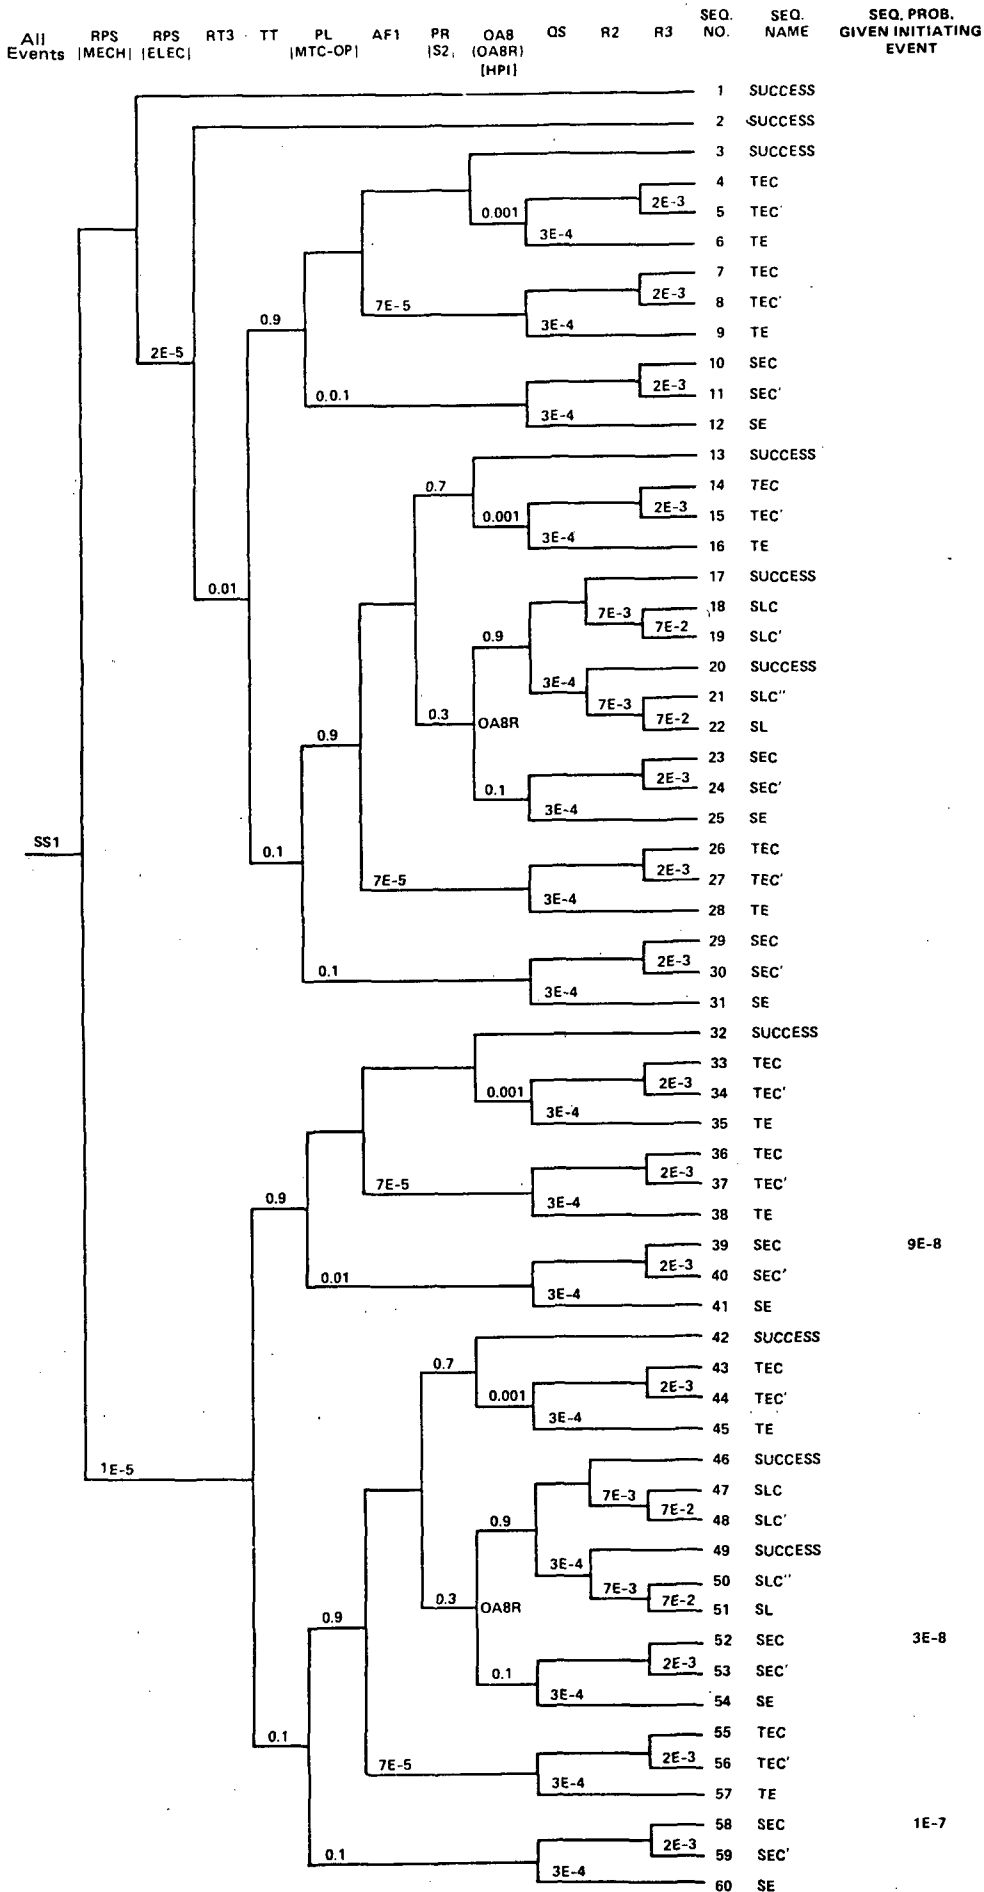 All Events
RPS |MECH|
RPS |ELEC|
RT3
TT
PL |MTC-OP|
AF1
PR |S2|
OA8 (OA8R) [HPI]
QS
R2
R3
SEQ. NO.
SEQ. NAME
SEQ. PROB. GIVEN INITIATING EVENT
1 SUCCESS
2 SUCCESS
3 SUCCESS
4 TEC
0.001 2E-3 5 TEC'
3E-4 6 TE
7 TEC
7E-5 2E-3 8 TEC'
0.9 3E-4 9 TE
2E-5
10 SEC
0.0.1 2E-3 11 SEC'
3E-4 12 SE
13 SUCCESS
0.7 14 TEC
0.001 2E-3 15 TEC'
16 TE
3E-4
17 SUCCESS
0.01 7E-3 18 SLC
0.9 7E-2 19 SLC'
20 SUCCESS
3E-4 7E-3 21 SLC''
0.3 OA8R 7E-2 22 SL
0.9
23 SEC
0.1 2E-3 24 SEC'
3E-4 25 SE
SS1
0.1 26 TEC
7E-5 2E-3 27 TEC'
3E-4 28 TE
29 SEC
0.1 2E-3 30 SEC'
3E-4 31 SE
32 SUCCESS
33 TEC
0.001 2E-3 34 TEC'
3E-4 35 TE
36 TEC
7E-5 2E-3 37 TEC'
0.9 3E-4 38 TE
39 SEC 9E-8
0.01 2E-3 40 SEC'
3E-4 41 SE
42 SUCCESS
0.7 43 TEC
0.001 2E-3 44 TEC'
3E-4 45 TE
1E-5
46 SUCCESS
7E-3 47 SLC
0.9 7E-2 48 SLC'
49 SUCCESS
3E-4 7E-3 50 SLC''
0.3 OA8R 7E-2 51 SL
0.9
52 SEC 3E-8
0.1 2E-3 53 SEC'
3E-4 54 SE
0.1 55 TEC
7E-5 2E-3 56 TEC'
3E-4 57 TE
58 SEC 1E-7
0.1 2E-3 59 SEC'
3E-4 60 SE